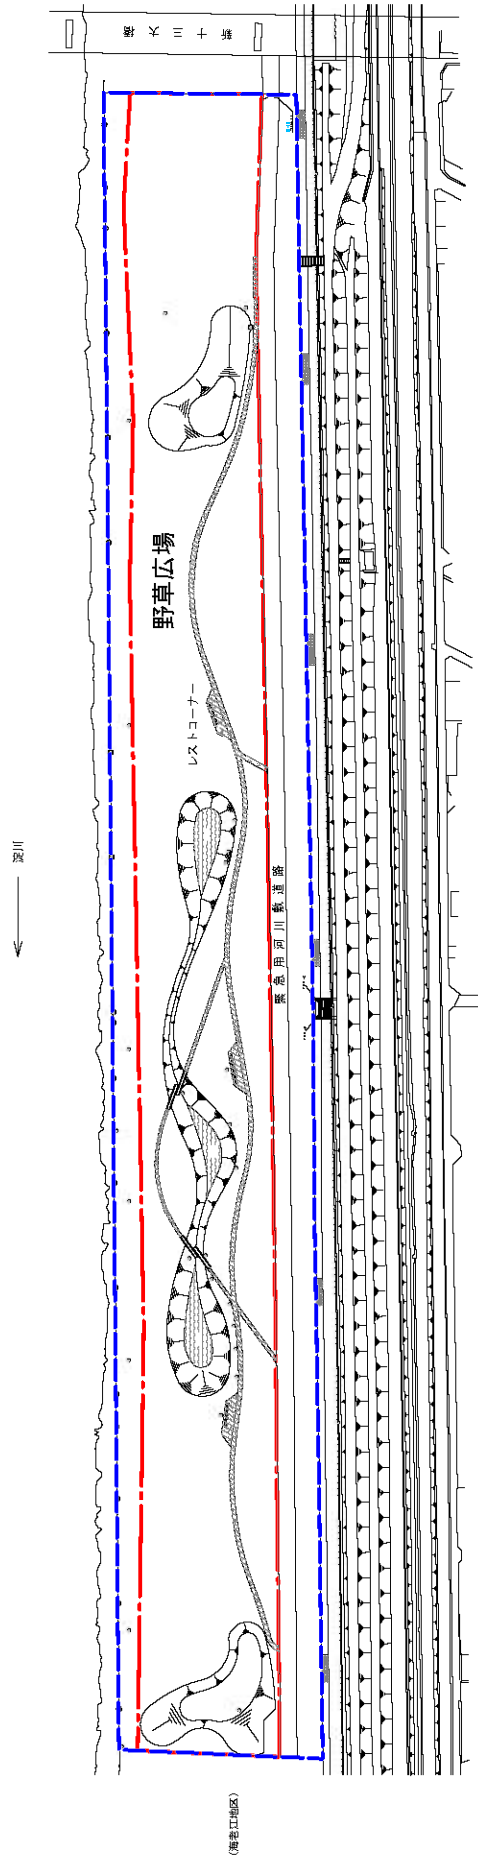 新十三大橋
野草広場
レストコーナー
緊急用河川敷道路
淀川
(海老江地区)